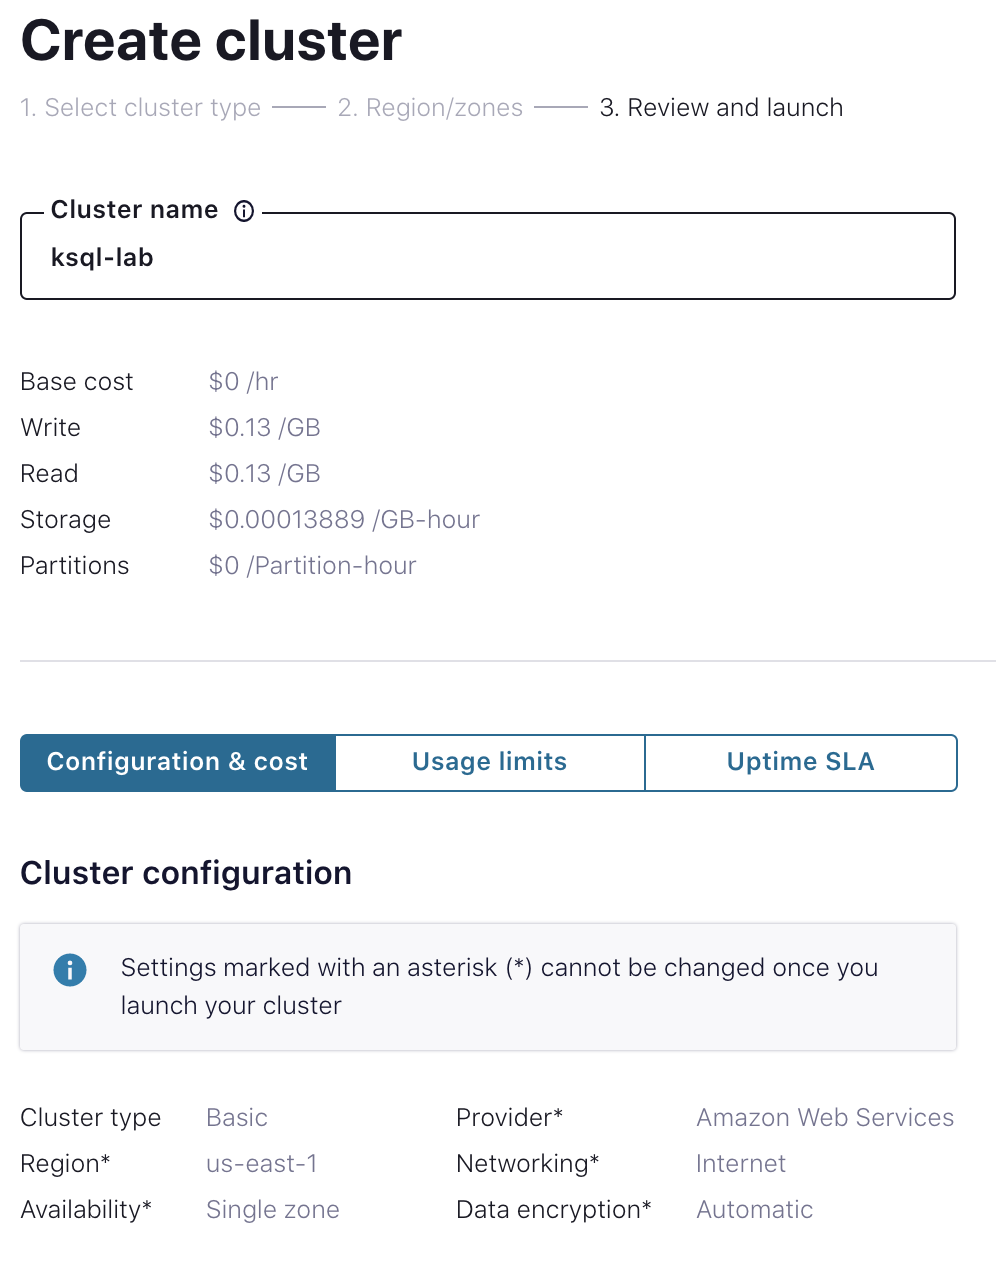 Create cluster
1. Select cluster type 2. Region/zones 3. Review and launch
Cluster name
ksql-lab
Base cost $0 /hr
Write $0.13 /GB
Read $0.13 /GB
Storage $0.00013889 /GB-hour
Partitions $0 /Partition-hour
Configuration & cost Usage limits Uptime SLA
Cluster configuration
Settings marked with an asterisk (*) cannot be changed once you
launch your cluster
Cluster type Basic Provider* Amazon Web Services
Region* us-east-1 Networking* Internet
Availability* Single zone Data encryption* Automatic